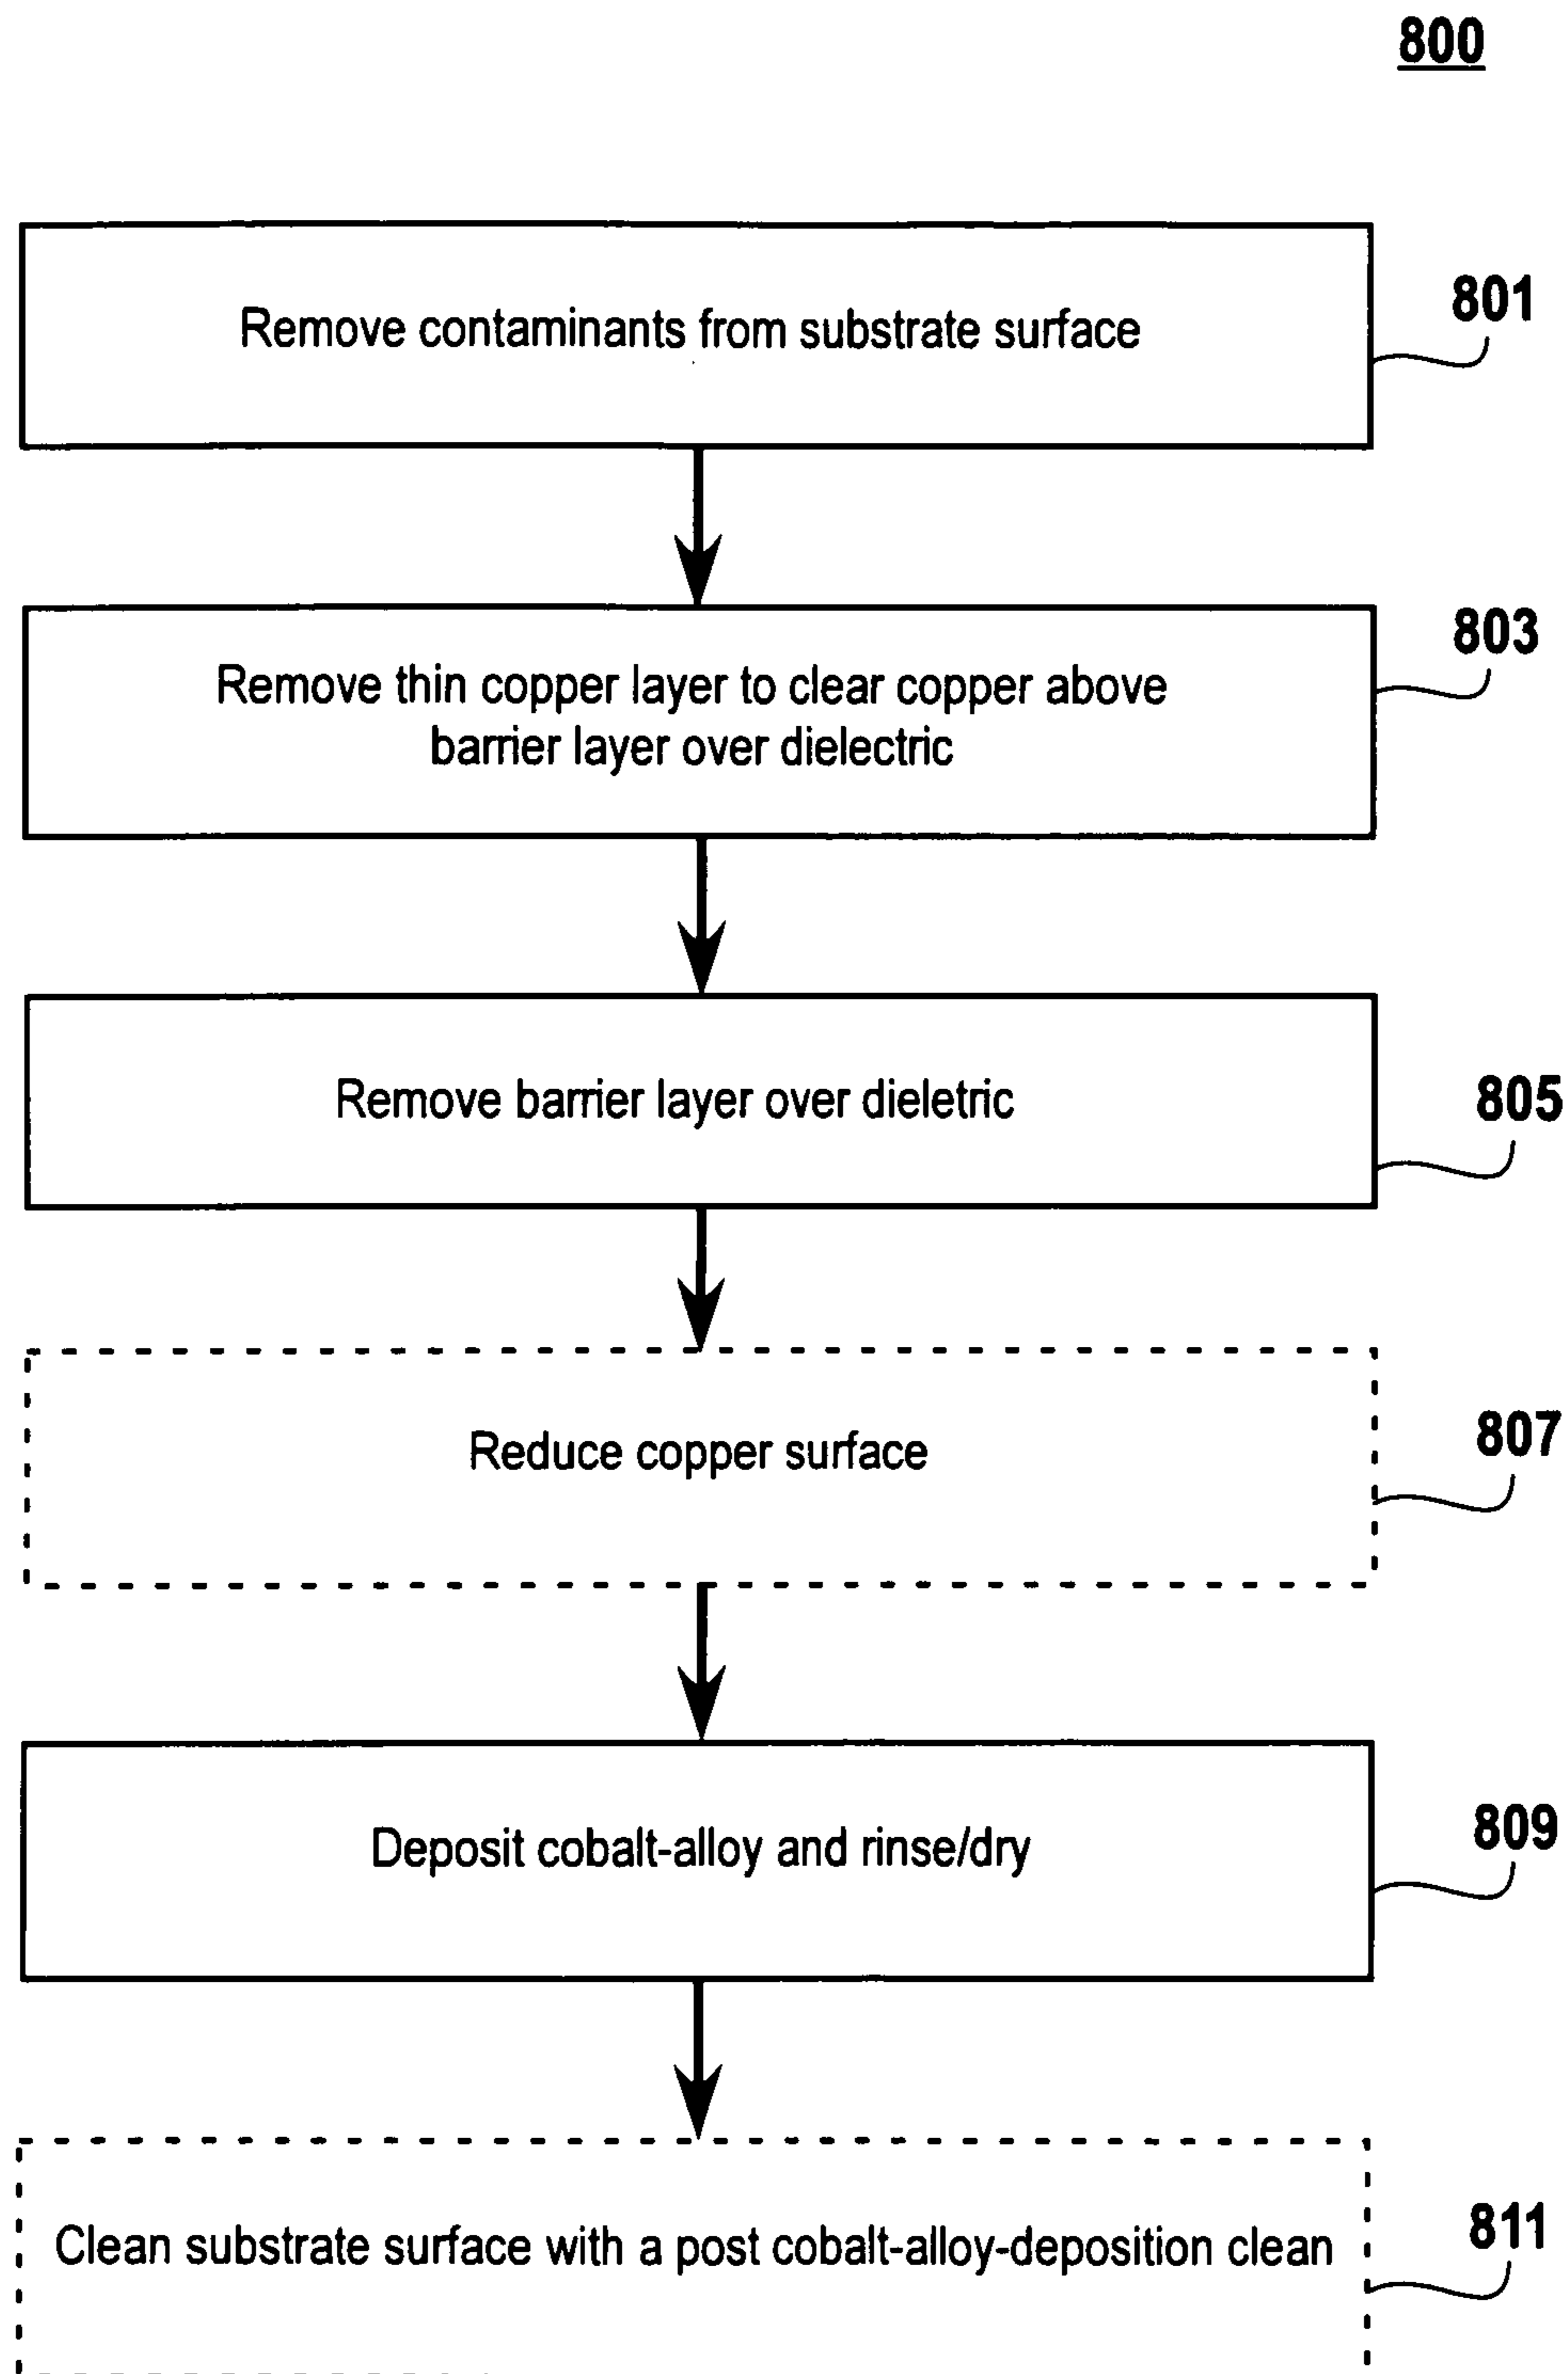 800
Remove contaminants from substrate surface
801
Remove thin copper layer to clear copper above
barrier layer over dielectric
803
Remove barrier layer over dieletric
805
Reduce copper surface
807
Deposit cobalt-alloy and rinse/dry
809
Clean substrate surface with a post cobalt-alloy-deposition clean
811